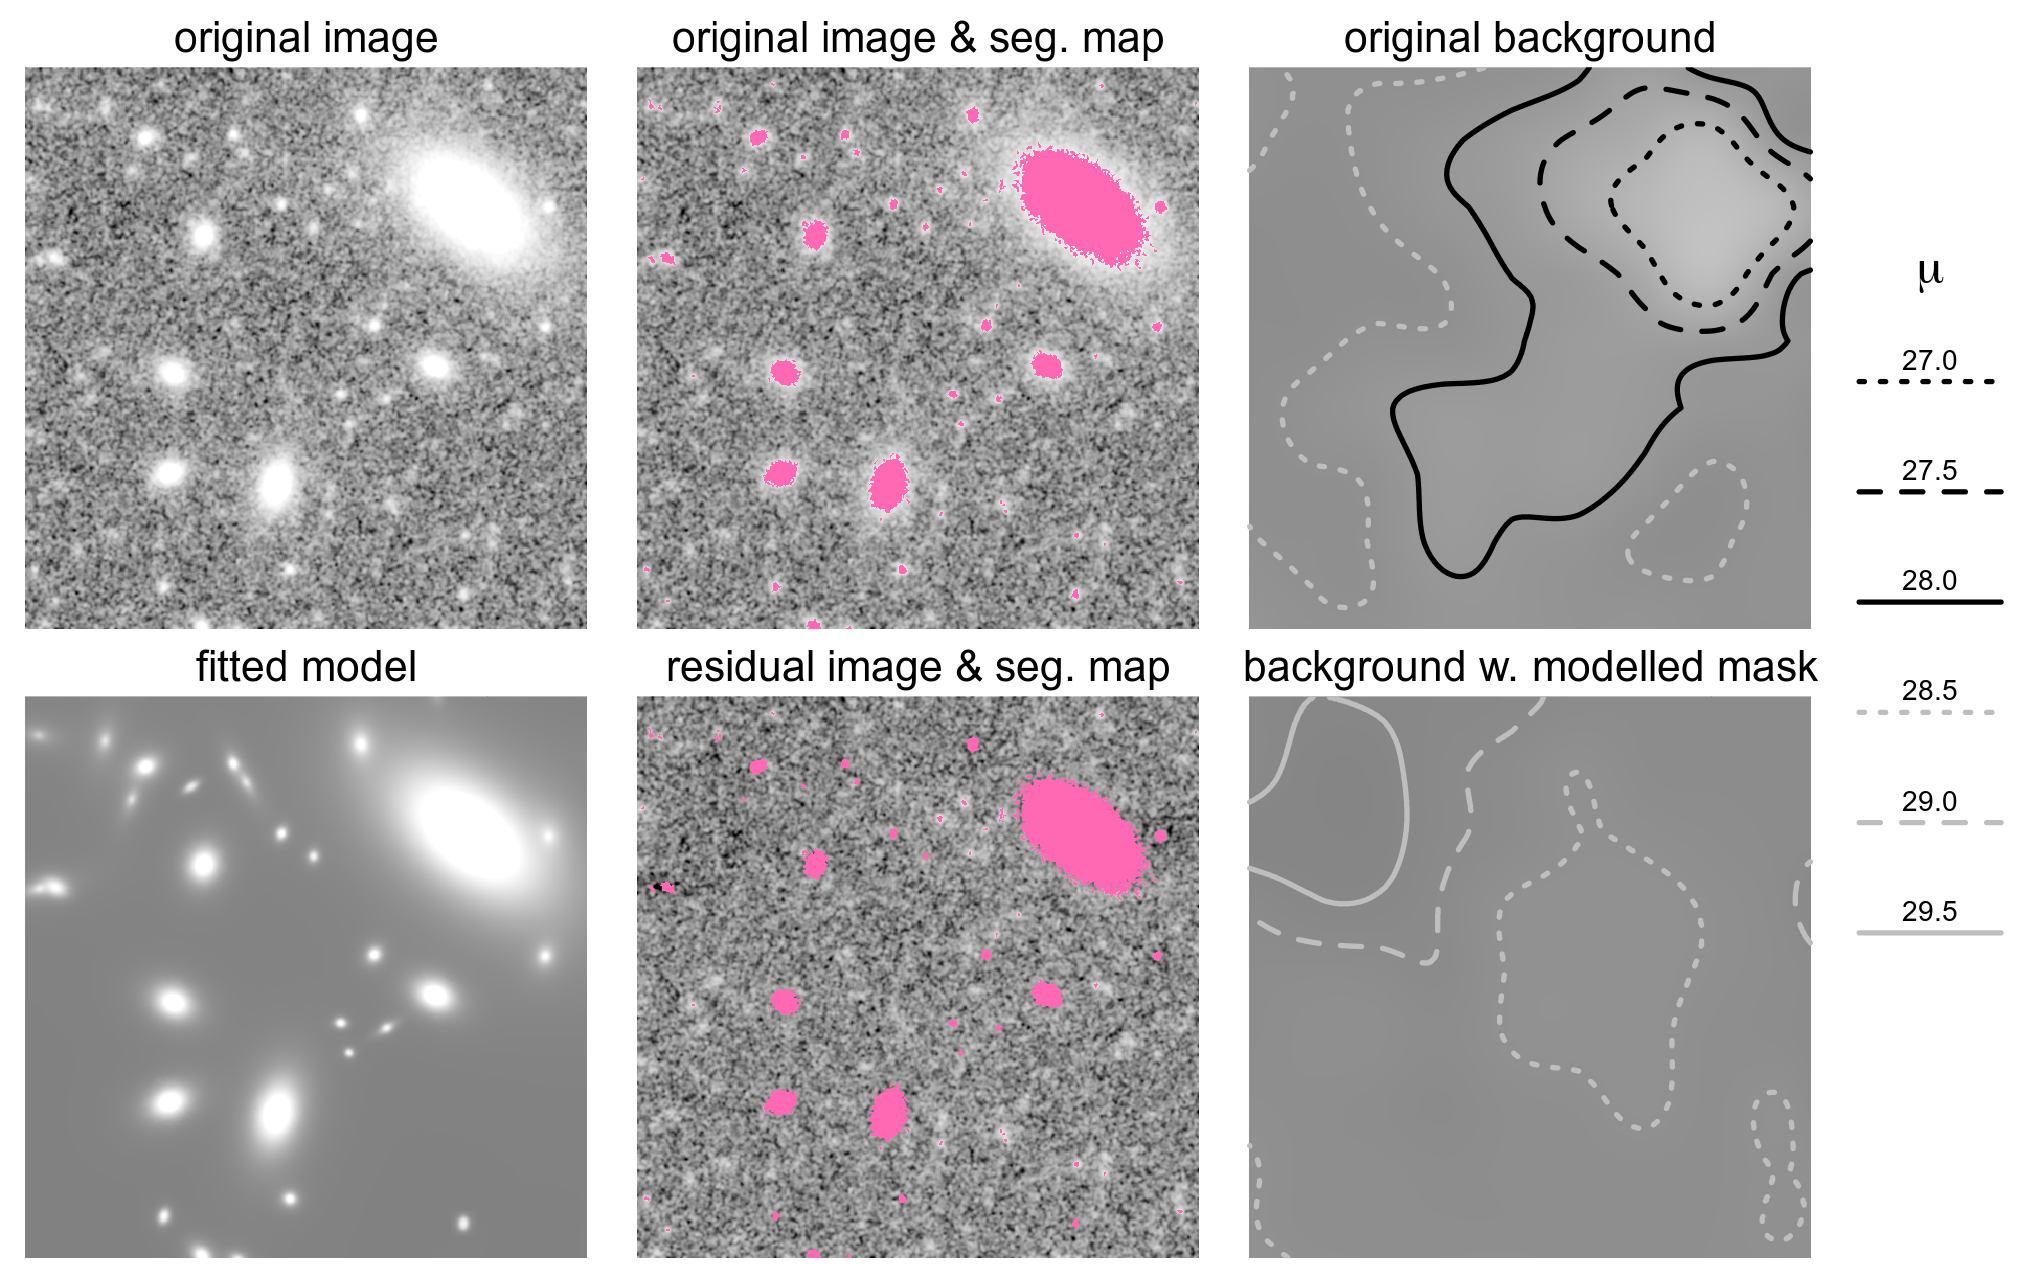 original image
original image & seg. map
original background
μ
27.0
27.5
28.0
fitted model
residual image & seg. map
background w. modelled mask
28.5
29.0
29.5